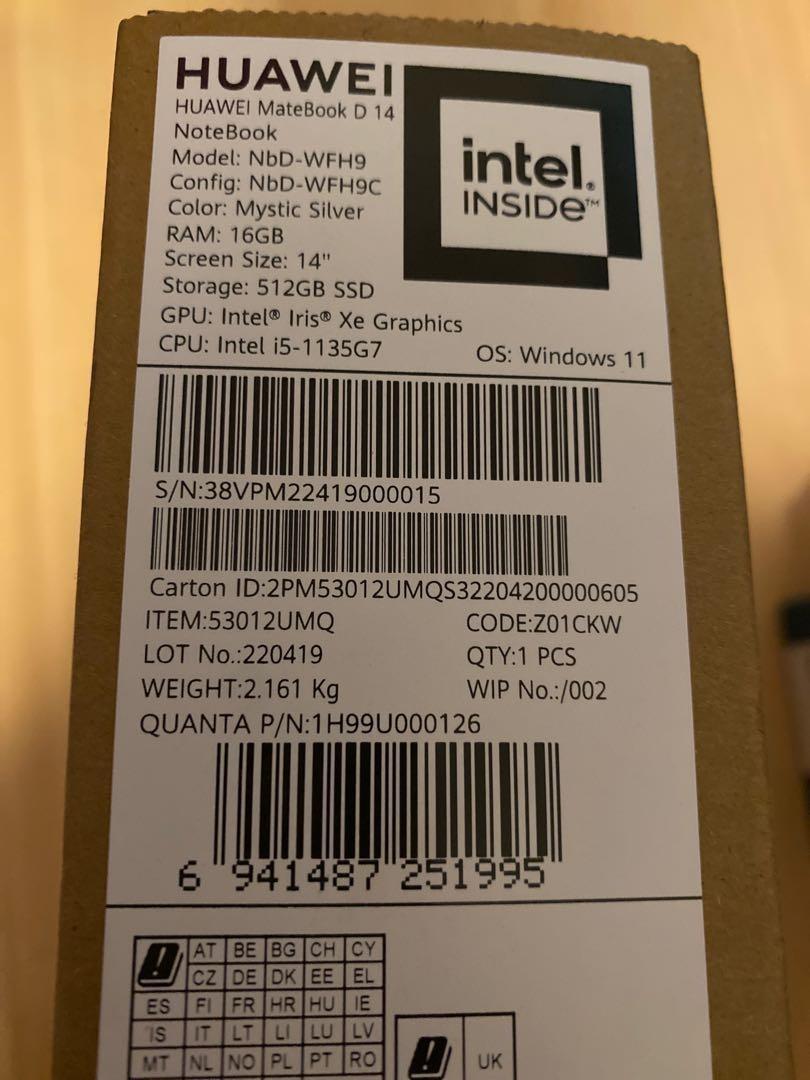 HUAWEI
HUAWEI MateBook D 14
NoteBook
Model: NbD-WFH9
Config: NbD-WFH9C
Color: Mystic Silver
RAM: 16GB
Screen Size: 14"
Storage: 512GB SSD
GPU: Intel® Iris® Xe Graphics
CPU: Intel i5-1135G7
OS: Windows 11
intel®
INSIDe™
S/N:38VPM22419000015
Carton ID:2PM53012UMQS32204200000605
ITEM:53012UMQ CODE:Z01CKW
LOT No.:220419 QTY:1 PCS
WEIGHT:2.161 Kg WIP No.:/002
QUANTA P/N:1H99U000126
6 941487 251995
! AT BE BG CH CY
CZ DE DK EE EL
ES FI FR HR HU IE
IS IT LT LI LU LV
MT NL NO PL PT RO
! UK